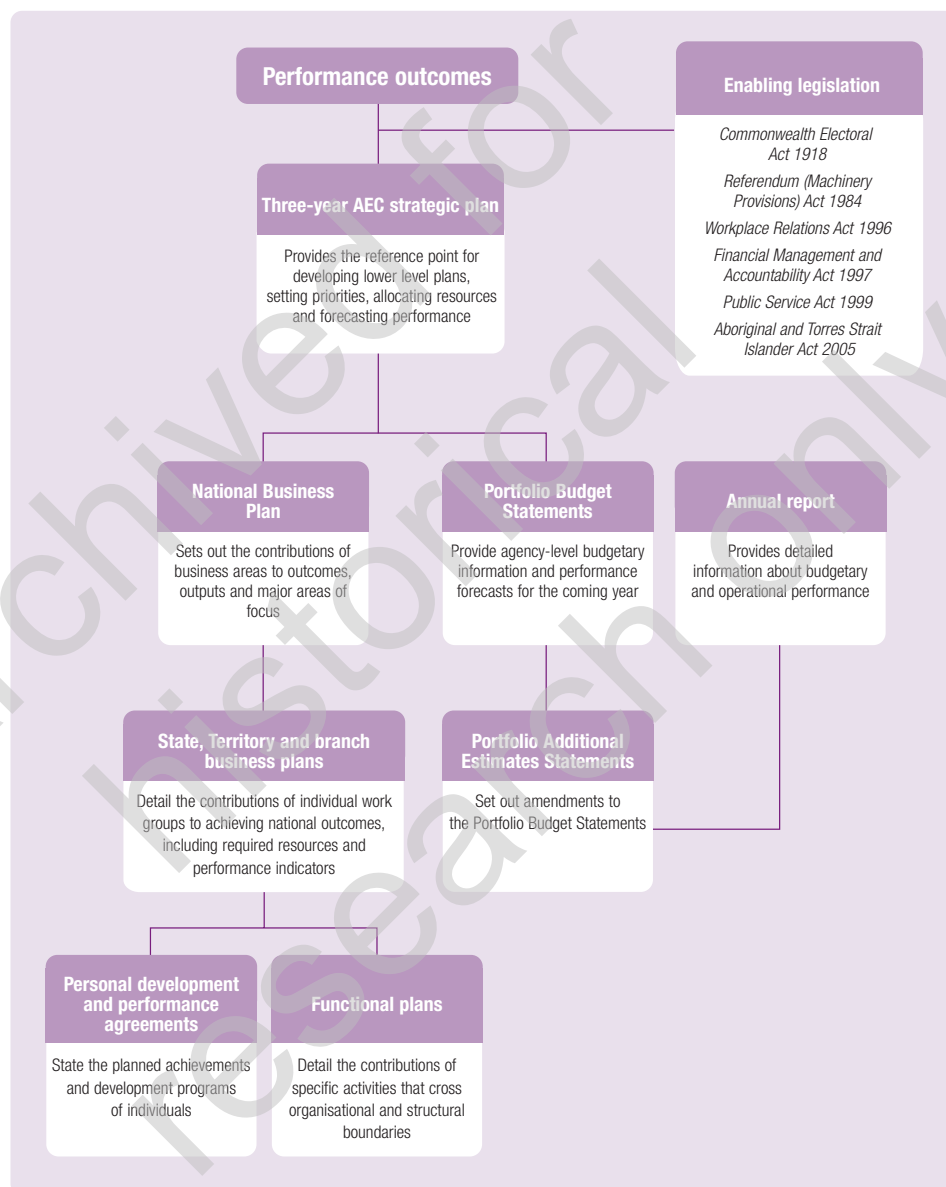 Performance outcomes
Enabling legislation
Commonwealth Electoral
Act 1918
Referendum (Machinery
Provisions) Act 1984
Workplace Relations Act 1996
Financial Management and
Accountability Act 1997
Public Service Act 1999
Aboriginal and Torres Strait
Islander Act 2005
Three-year AEC strategic plan
Provides the reference point for
developing lower level plans,
setting priorities, allocating resources
and forecasting performance
National Business
Plan
Sets out the contributions of
business areas to outcomes,
outputs and major areas of
focus
Portfolio Budget
Statements
Provide agency-level budgetary
information and performance
forecasts for the coming year
Annual report
Provides detailed
information about budgetary
and operational performance
State, Territory and branch
business plans
Detail the contributions of individual work
groups to achieving national outcomes,
including required resources and
performance indicators
Portfolio Additional
Estimates Statements
Set out amendments to
the Portfolio Budget Statements
Personal development
and performance
agreements
State the planned achievements
and development programs
of individuals
Functional plans
Detail the contributions of
specific activities that cross
organisational and structural
boundaries
chived for
historical
research only